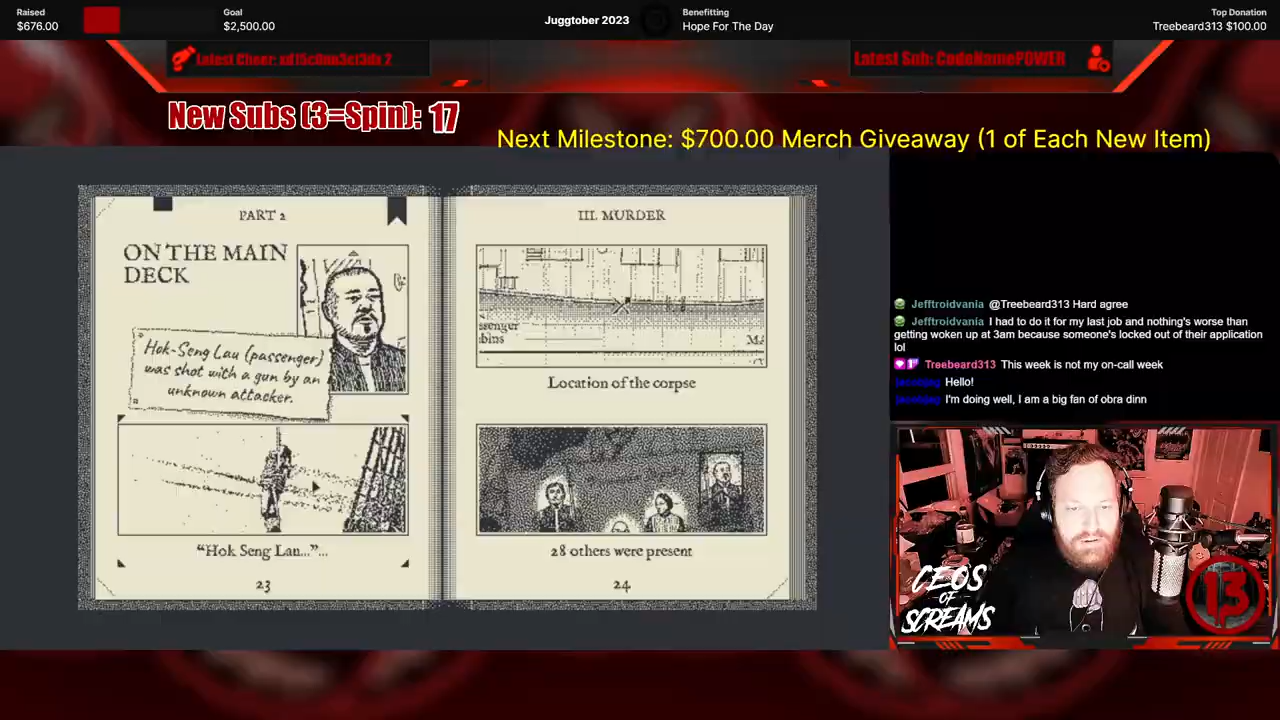 Raised
$676.00
Goal
$2,500.00
Juggtober 2023
Benefitting
Hope For The Day
Top Donation
Treebeard313 $100.00
Latest Sub: CodeNamePOWER
New Subs (3=Spin): 17
Next Milestone: $700.00 Merch Giveaway (1 of Each New Item)
PART 2
ON THE MAIN
DECK
Hok-Seng Lau (passenger)
was shot with a gun by an
unknown attacker.
"Hok Seng Lau..."...
23
III. MURDER
Location of the corpse
28 others were present
24
Jefftroidvania @Treebeard313 Hard agree
Jefftroidvania I had to do it for my last job and nothing's worse than
getting woken up at 3am because someone's locked out of their application
lol
Treebeard313 This week is not my on-call week
Hello!
I'm doing well, I am a big fan of obra dinn
CEOS
OF
SCREAMS
13